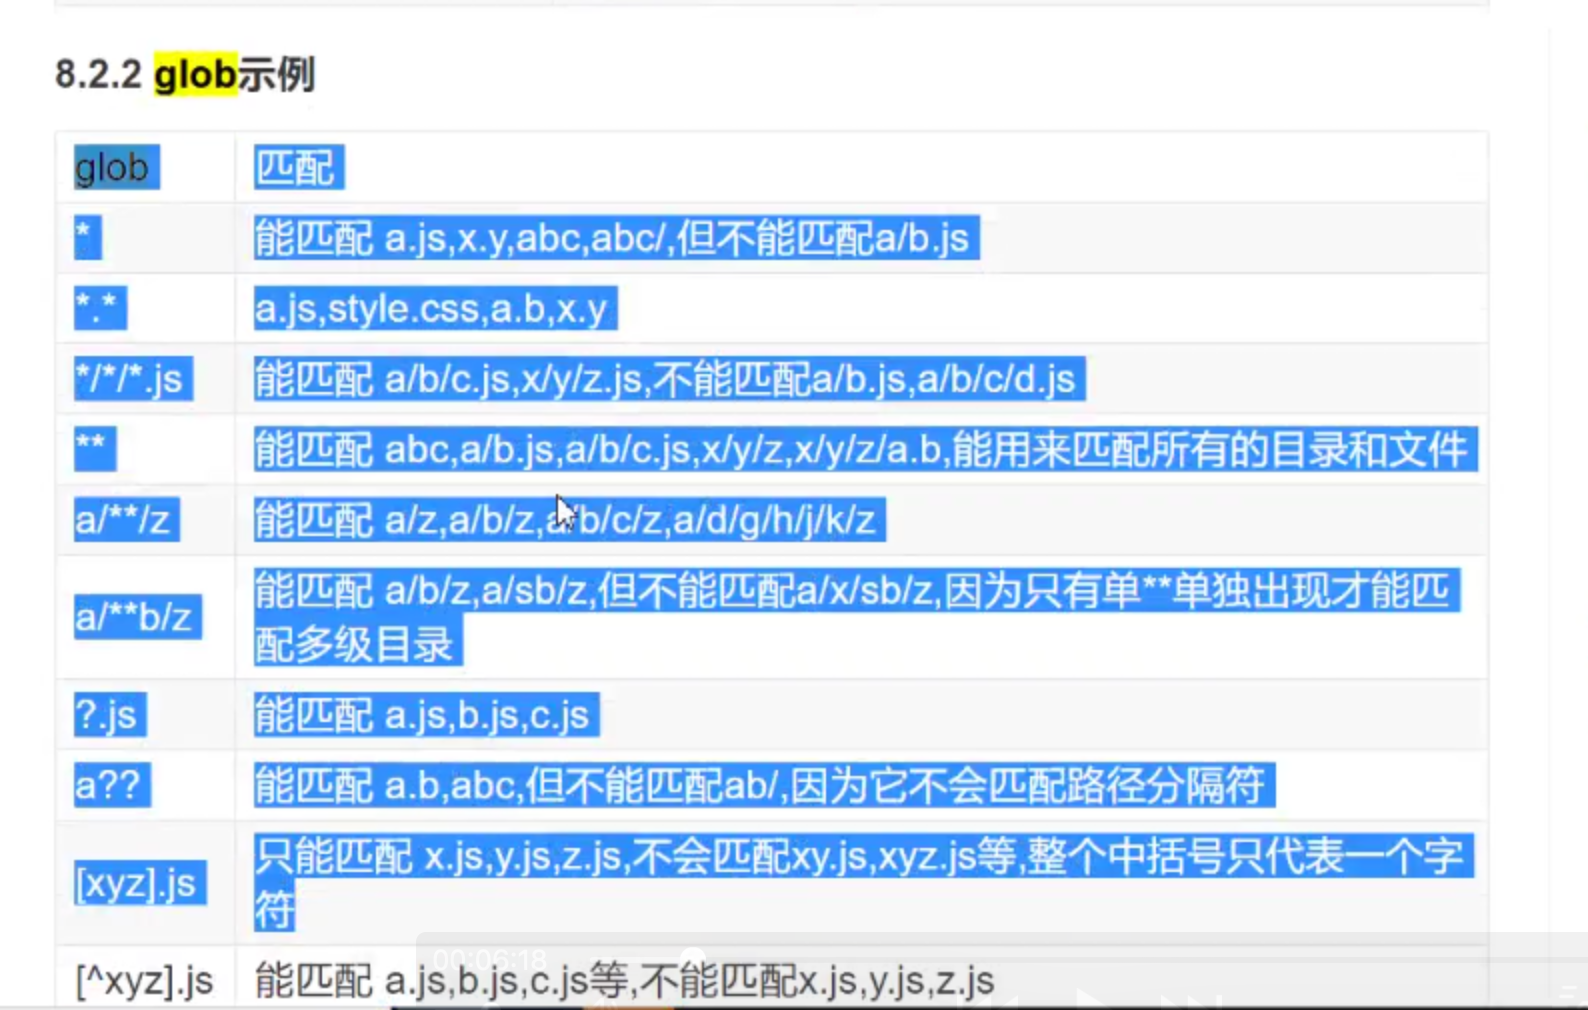 8.2.2 glob示例
glob 匹配
* 能匹配 a.js,x.y,abc,abc/,但不能匹配a/b.js
*.* a.js,style.css,a.b,x.y
*/*/*.js 能匹配 a/b/c.js,x/y/z.js,不能匹配a/b.js,a/b/c/d.js
** 能匹配 abc,a/b.js,a/b/c.js,x/y/z,x/y/z/a.b,能用来匹配所有的目录和文件
a/**/z 能匹配 a/z,a/b/z,a/b/c/z,a/d/g/h/j/k/z
a/**b/z 能匹配 a/b/z,a/sb/z,但不能匹配a/x/sb/z,因为只有单**单独出现才能匹
配多级目录
?.js 能匹配 a.js,b.js,c.js
a?? 能匹配 a.b,abc,但不能匹配ab/,因为它不会匹配路径分隔符
[xyz].js 只能匹配 x.js,y.js,z.js,不会匹配xy.js,xyz.js等,整个中括号只代表一个字
符
00:06:18
[^xyz].js 能匹配 a.js,b.js,c.js等,不能匹配x.js,y.js,z.js